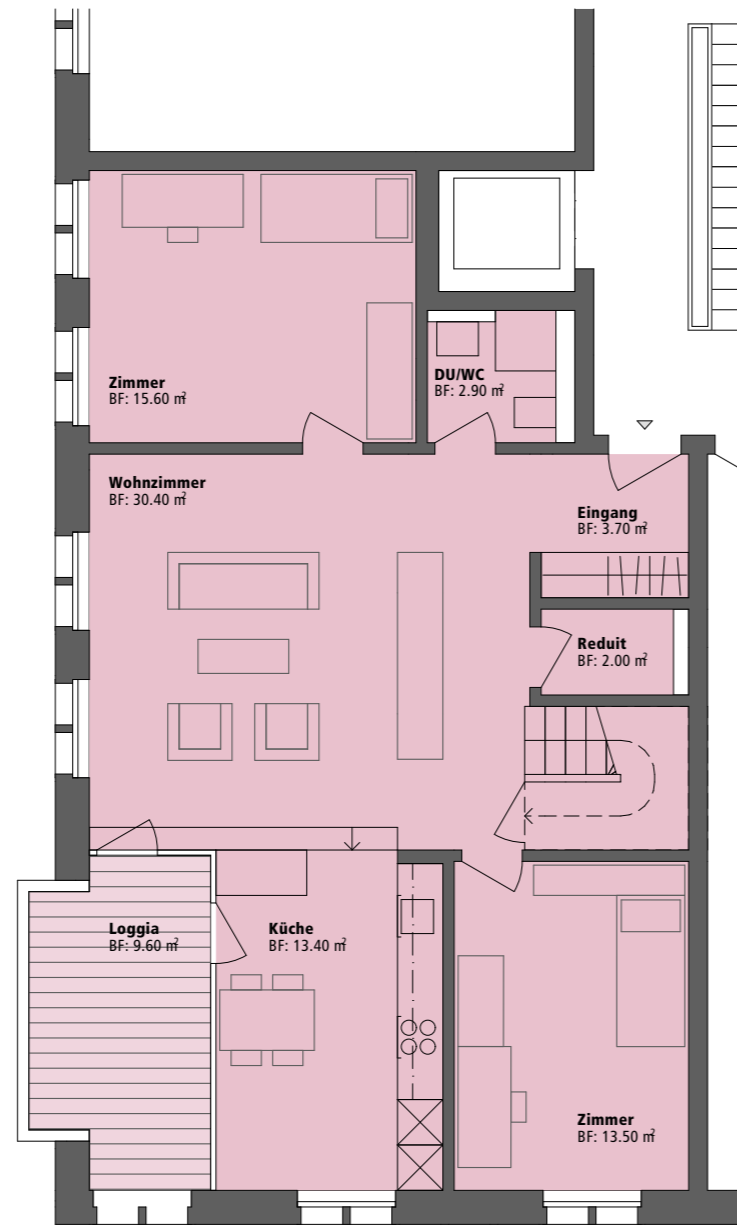 Zimmer
BF: 15.60 m²
DU/WC
BF: 2.90 m²
Wohnzimmer
BF: 30.40 m²
Eingang
BF: 3.70 m²
Reduit
BF: 2.00 m²
Loggia
BF: 9.60 m²
Küche
BF: 13.40 m²
Zimmer
BF: 13.50 m²